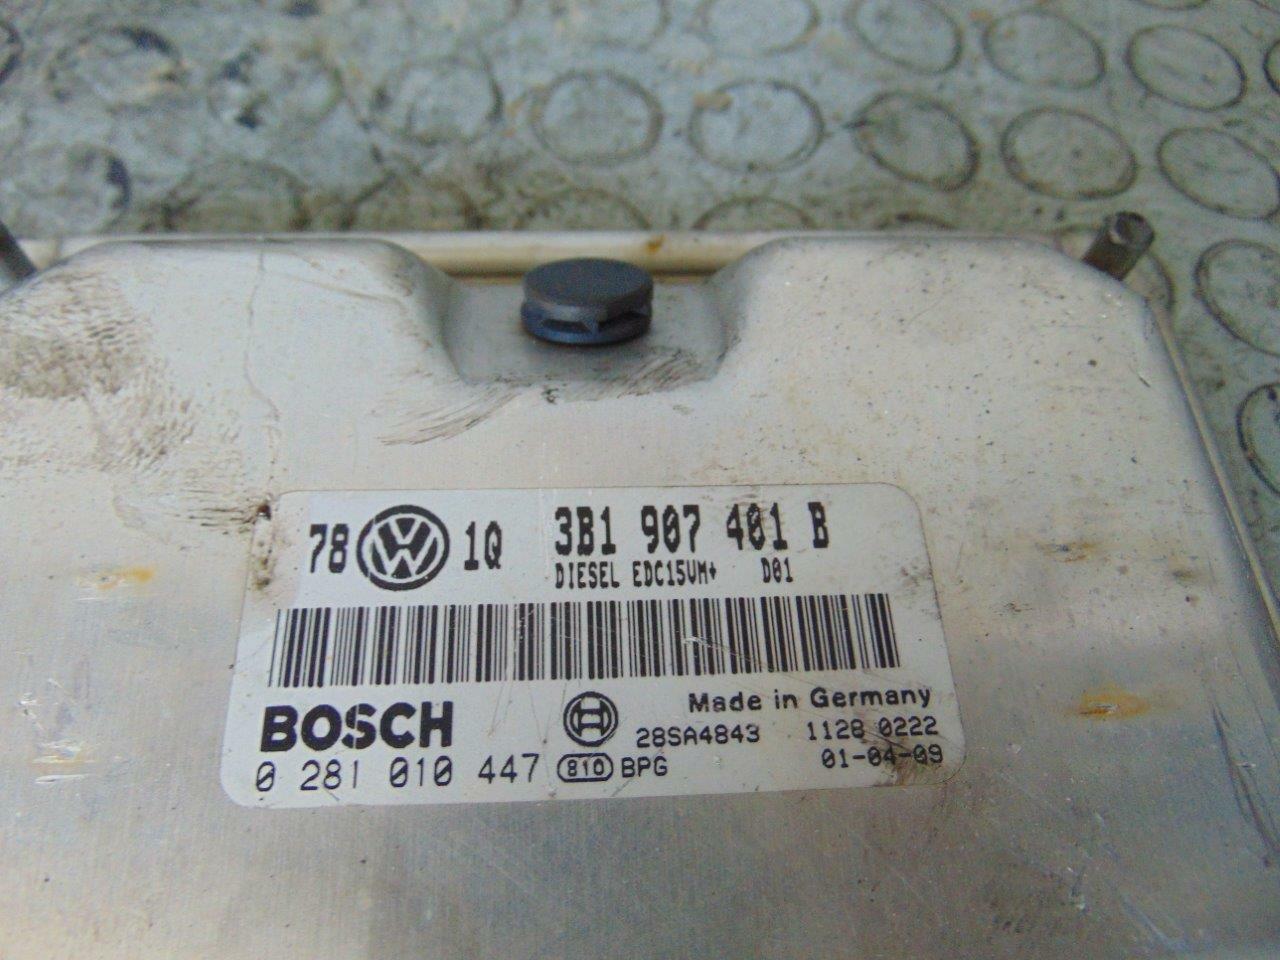 78 VW 1Q 3B1 907 401 B
DIESEL EDC15VM+ D01
BOSCH Made in Germany
28SA4843 1128 0222
0 281 010 447 810 BPG 01-04-09